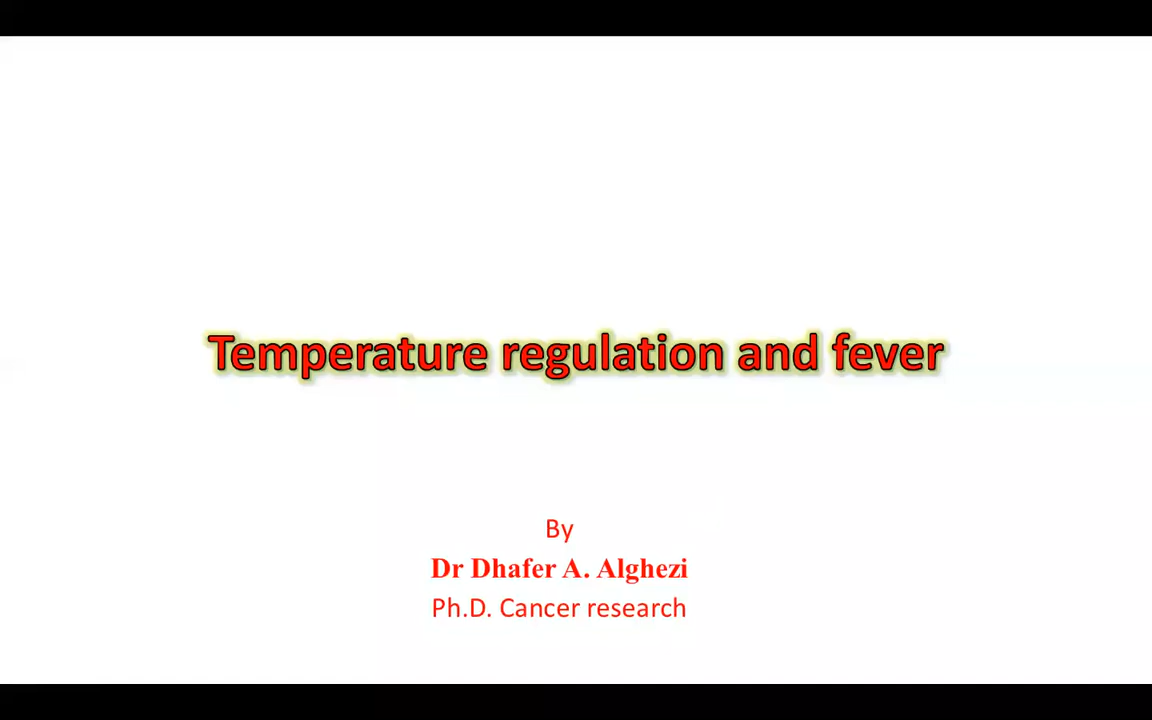 Temperature regulation and fever
By
Dr Dhafer A. Alghezi
Ph.D. Cancer research